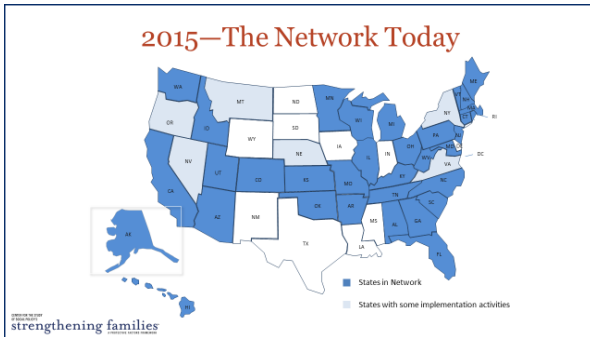 2015—The Network Today
WA
MT
ND
MN
ME
OR
ID
SD
WI
MI
VT
NH
NY
MA
CT
RI
WY
IA
NE
PA
NJ
NV
UT
CO
IL
IN
OH
MD
DC
WV
VA
CA
KS
MO
KY
NC
AZ
NM
OK
AR
TN
SC
TX
MS
AL
GA
LA
FL
AK
HI
States in Network
States with some implementation activities
CENTER FOR THE STUDY
OF SOCIAL POLICY'S
strengthening families
A PROTECTIVE FACTORS FRAMEWORK